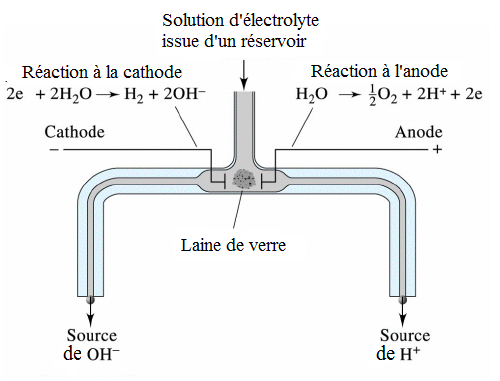 Solution d'électrolyte
issue d'un réservoir
Réaction à la cathode
2e + 2H₂O → H₂ + 2OH⁻
Réaction à l'anode
H₂O → ½O₂ + 2H⁺ + 2e
Cathode
−
Anode
+
Laine de verre
Source
de OH⁻
Source
de H⁺